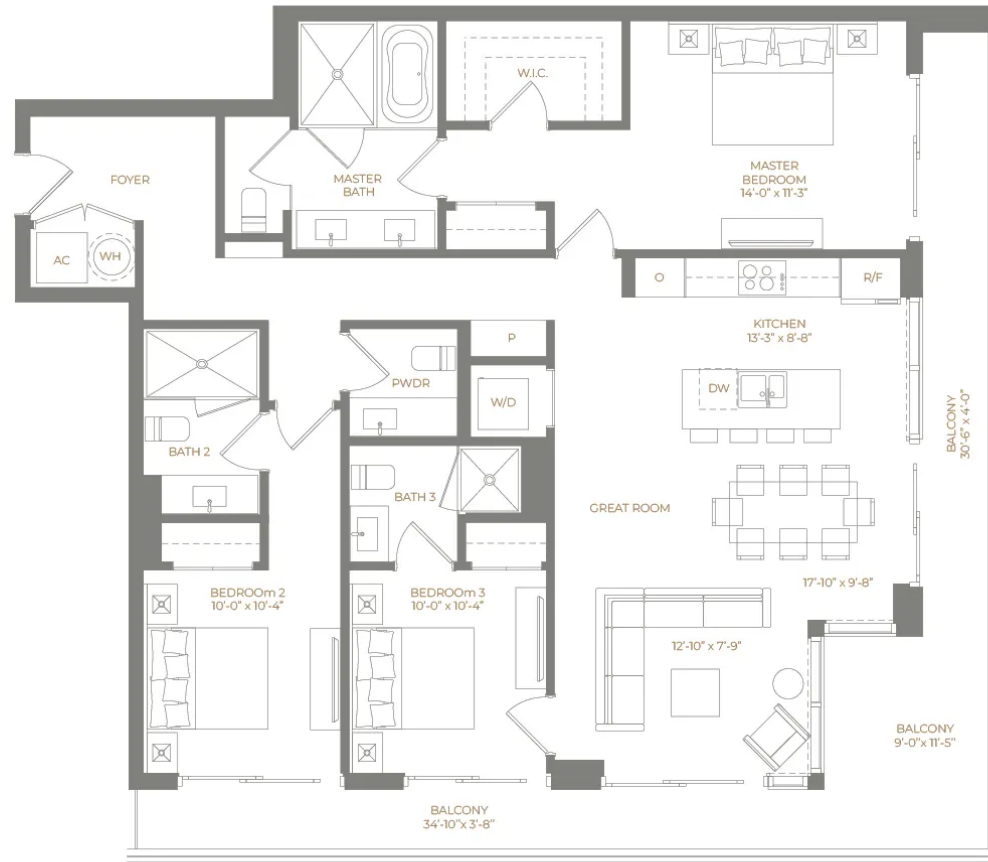 W.I.C.
MASTER
BEDROOM
14'-0" x 11'-3"
FOYER
MASTER
BATH
AC
WH
O
R/F
KITCHEN
13'-3" x 8'-8"
P
PWDR
W/D
DW
BALCONY
30'-6" x 4'-0"
BATH 2
BATH 3
GREAT ROOM
17'-10" x 9'-8"
BEDROOm 2
10'-0" x 10'-4"
BEDROOm 3
10'-0" x 10'-4"
12'-10" x 7'-9"
BALCONY
9'-0"x 11'-5"
BALCONY
34'-10"x 3'-8"